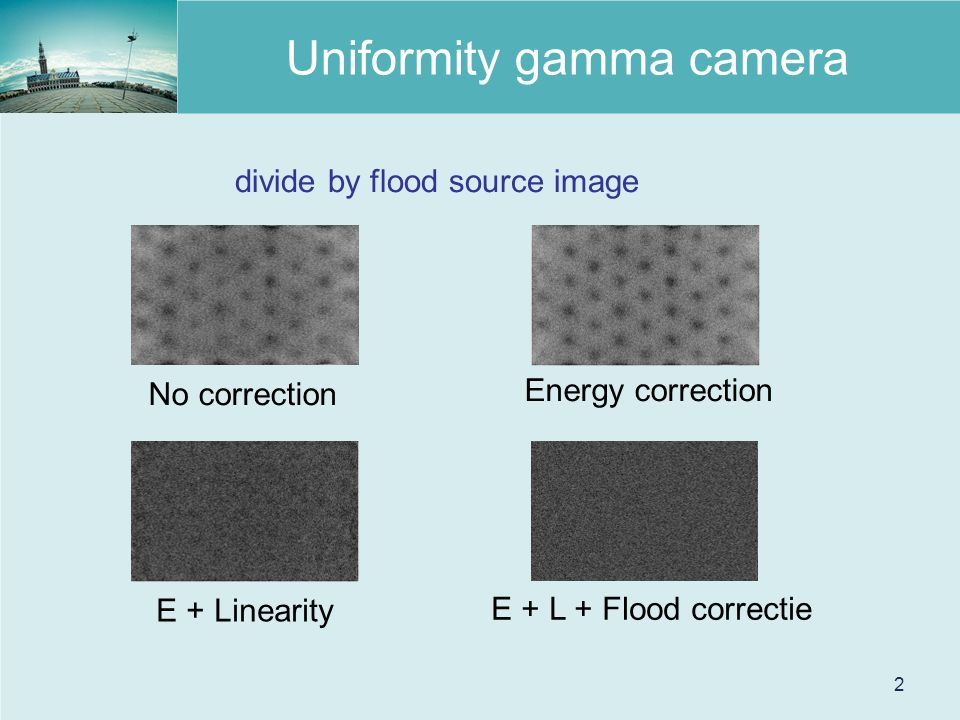 Uniformity gamma camera
divide by flood source image
No correction
Energy correction
E + Linearity
E + L + Flood correctie
2